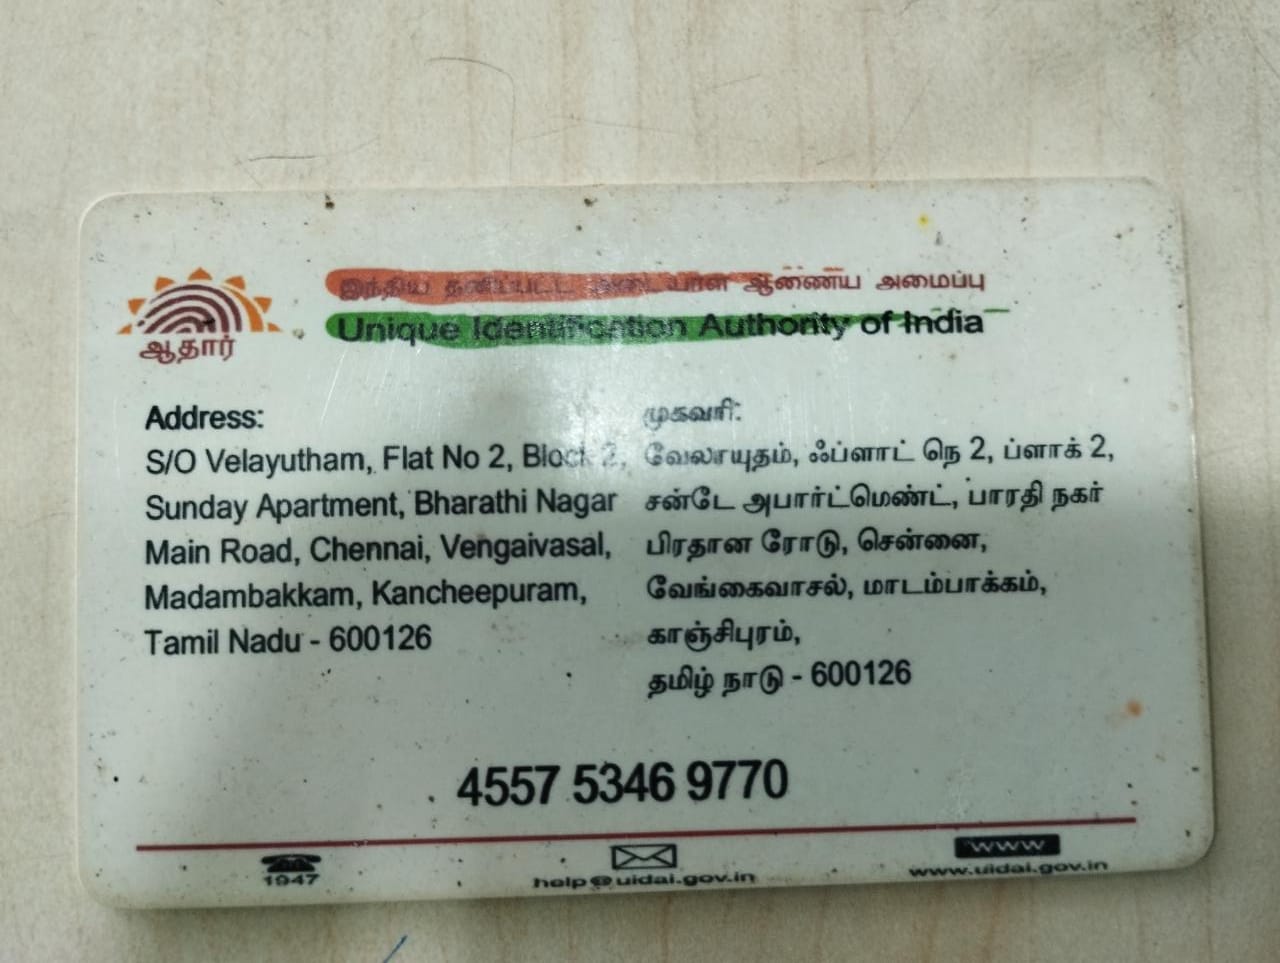 ஆதார்
இந்திய தனிப்பட்ட அடையாள ஆணைய அமைப்பு
Unique Identification Authority of India
Address:
S/O Velayutham, Flat No 2, Block 2,
Sunday Apartment, Bharathi Nagar
Main Road, Chennai, Vengaivasal,
Madambakkam, Kancheepuram,
Tamil Nadu - 600126
முகவரி:
வேலாயுதம், ஃப்ளாட் நெ 2, ப்ளாக் 2,
சன்டே அபார்ட்மெண்ட், பாரதி நகர்
பிரதான ரோடு, சென்னை,
வேங்கைவாசல், மாடம்பாக்கம்,
காஞ்சிபுரம்,
தமிழ் நாடு - 600126
4557 5346 9770
1947
help@uidai.gov.in
WWW
www.uidai.gov.in